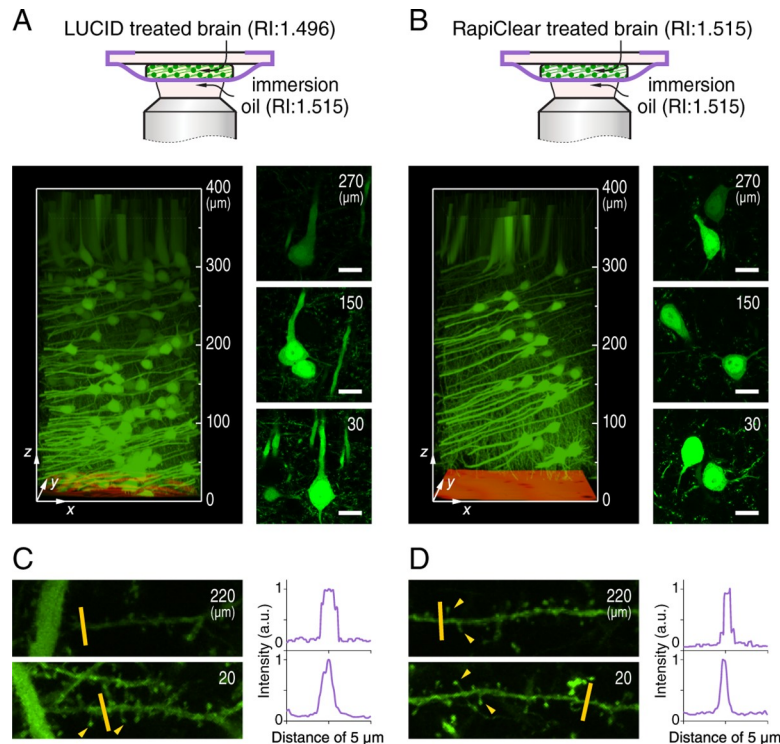 A
LUCID treated brain (RI:1.496)
immersion
oil (RI:1.515)
400
(µm)
300
200
100
0
z
y
x
270
(µm)
150
30
B
RapiClear treated brain (RI:1.515)
immersion
oil (RI:1.515)
400
(µm)
300
200
100
0
z
y
x
270
(µm)
150
30
C
220
(µm)
20
Intensity (a.u.)
1
0
1
0
Distance of 5 µm
D
220
(µm)
20
Intensity (a.u.)
1
0
1
0
Distance of 5 µm